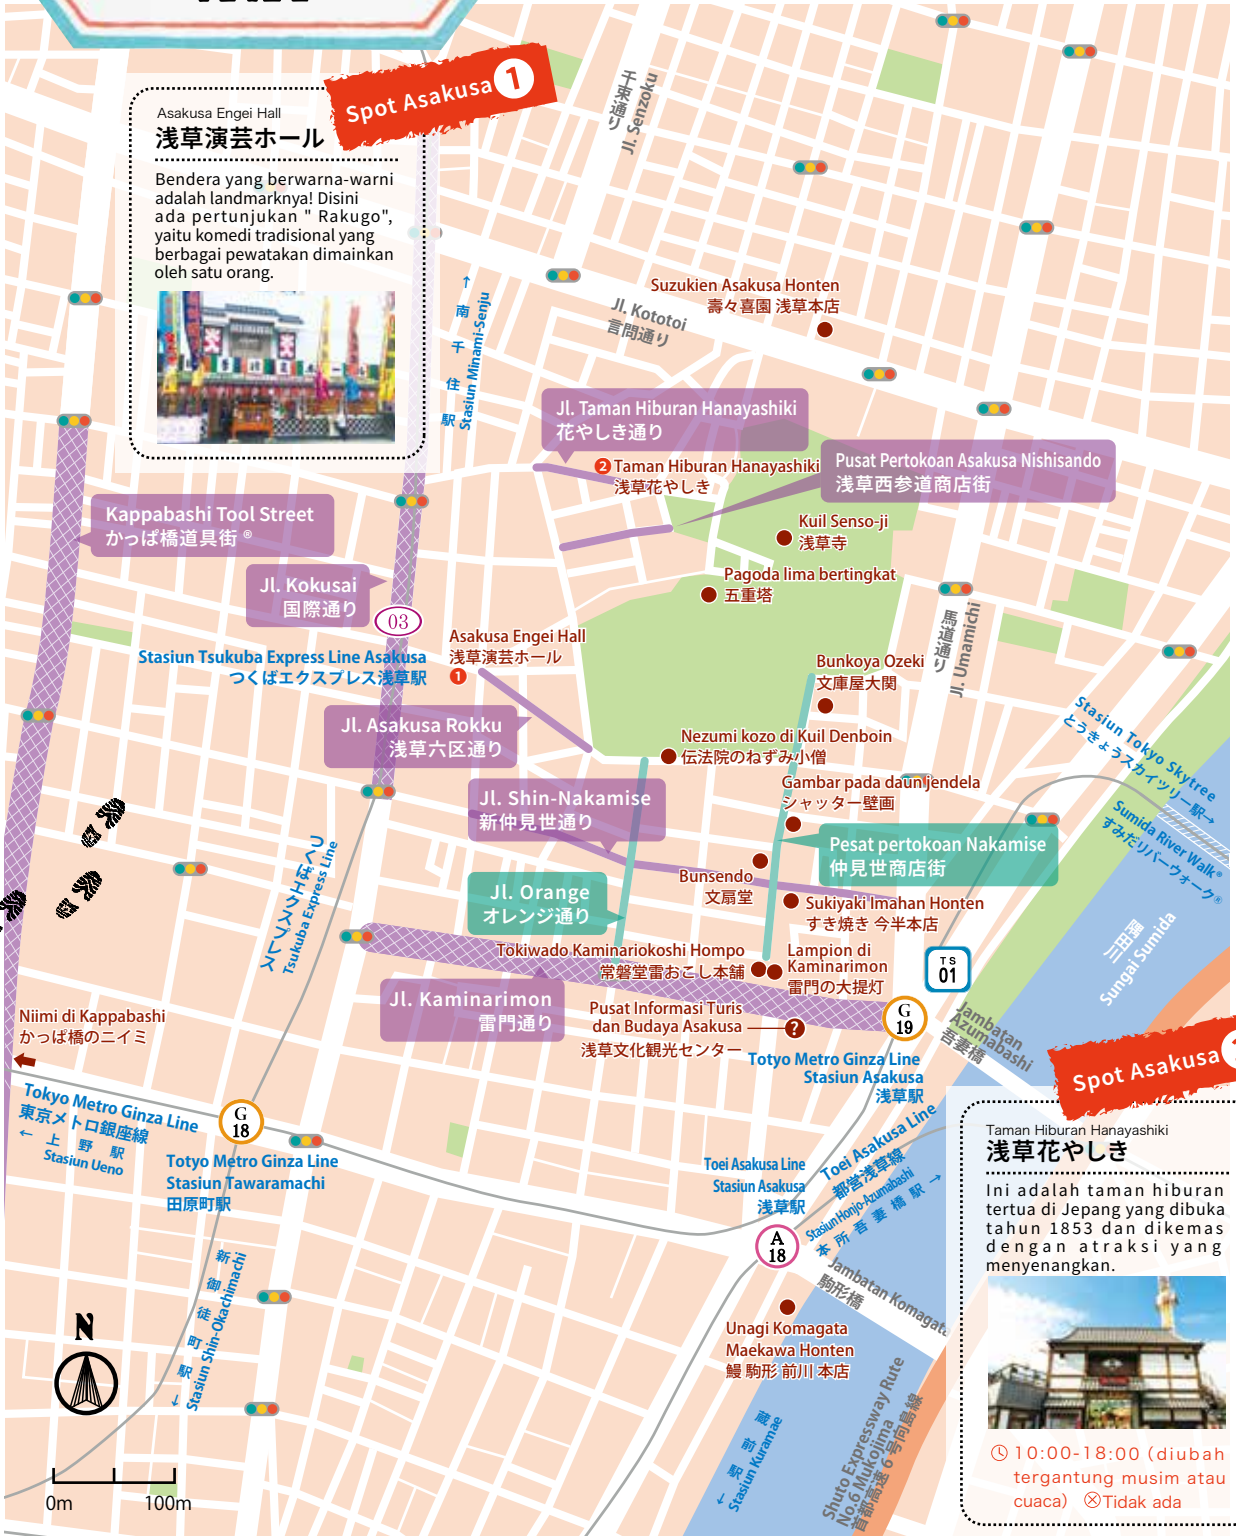 Spot Asakusa 1
Asakusa Engei Hall
浅草演芸ホール
Bendera yang berwarna-warni
adalah landmarknya! Disini
ada pertunjukan " Rakugo",
yaitu komedi tradisional yang
berbagai pewatakan dimainkan
oleh satu orang.
千束通り
Jl. Senzoku
↑南千住駅
Stasiun Minami-Senju
Jl. Kototoi
言問通り
Suzukien Asakusa Honten
壽々喜園 浅草本店
Jl. Taman Hiburan Hanayashiki
花やしき通り
2 Taman Hiburan Hanayashiki
浅草花やしき
Pusat Pertokoan Asakusa Nishisando
浅草西参道商店街
Kappabashi Tool Street
かっぱ橋道具街 ®
Kuil Senso-ji
浅草寺
Jl. Kokusai
国際通り
03
Pagoda lima bertingkat
五重塔
馬道通り
Jl. Umamichi
Asakusa Engei Hall
浅草演芸ホール
1
Stasiun Tsukuba Express Line Asakusa
つくばエクスプレス浅草駅
Bunkoya Ozeki
文庫屋大関
Jl. Asakusa Rokku
浅草六区通り
Nezumi kozo di Kuil Denboin
伝法院のねずみ小僧
Stasiun Tokyo Skytree
とうきょうスカイツリー駅→
Jl. Shin-Nakamise
新仲見世通り
Gambar pada daun jendela
シャッター壁画
Sumida River Walk®
すみだリバーウォーク®
Pesat pertokoan Nakamise
仲見世商店街
つくばエクスプレス
Tsukuba Express Line
Jl. Orange
オレンジ通り
Bunsendo
文扇堂
Sukiyaki Imahan Honten
すき焼き 今半本店
隅田川
Sungai Sumida
Tokiwado Kaminariokoshi Hompo
常磐堂雷おこし本舗
Lampion di
Kaminarimon
雷門の大提灯
TS
01
Jl. Kaminarimon
雷門通り
Pusat Informasi Turis
dan Budaya Asakusa
浅草文化観光センター
?
G
19
Jambatan
Azumabashi
吾妻橋
Niimi di Kappabashi
かっぱ橋のニイミ
Totyo Metro Ginza Line
Stasiun Asakusa
浅草駅
Tokyo Metro Ginza Line
東京メトロ銀座線
← 上野駅
Stasiun Ueno
G
18
Totyo Metro Ginza Line
Stasiun Tawaramachi
田原町駅
Toei Asakusa Line
Stasiun Asakusa
浅草駅
Toei Asakusa Line
都営浅草線
Stasiun Honjo-Azumabashi
本所吾妻橋駅 →
A
18
Jambatan Komagata
駒形橋
新御徒町駅 ↓
Stasiun Shin-Okachimachi
Unagi Komagata
Maekawa Honten
鰻 駒形 前川 本店
蔵前駅 ↓
Stasiun Kuramae
Shuto Expressway Rute
No.6 Mukojima
首都高速6号向島線
N
0m 100m
Spot Asakusa
Taman Hiburan Hanayashiki
浅草花やしき
Ini adalah taman hiburan
tertua di Jepang yang dibuka
tahun 1853 dan dikemas
dengan atraksi yang
menyenangkan.
10:00-18:00 (diubah
tergantung musim atau
cuaca) Tidak ada